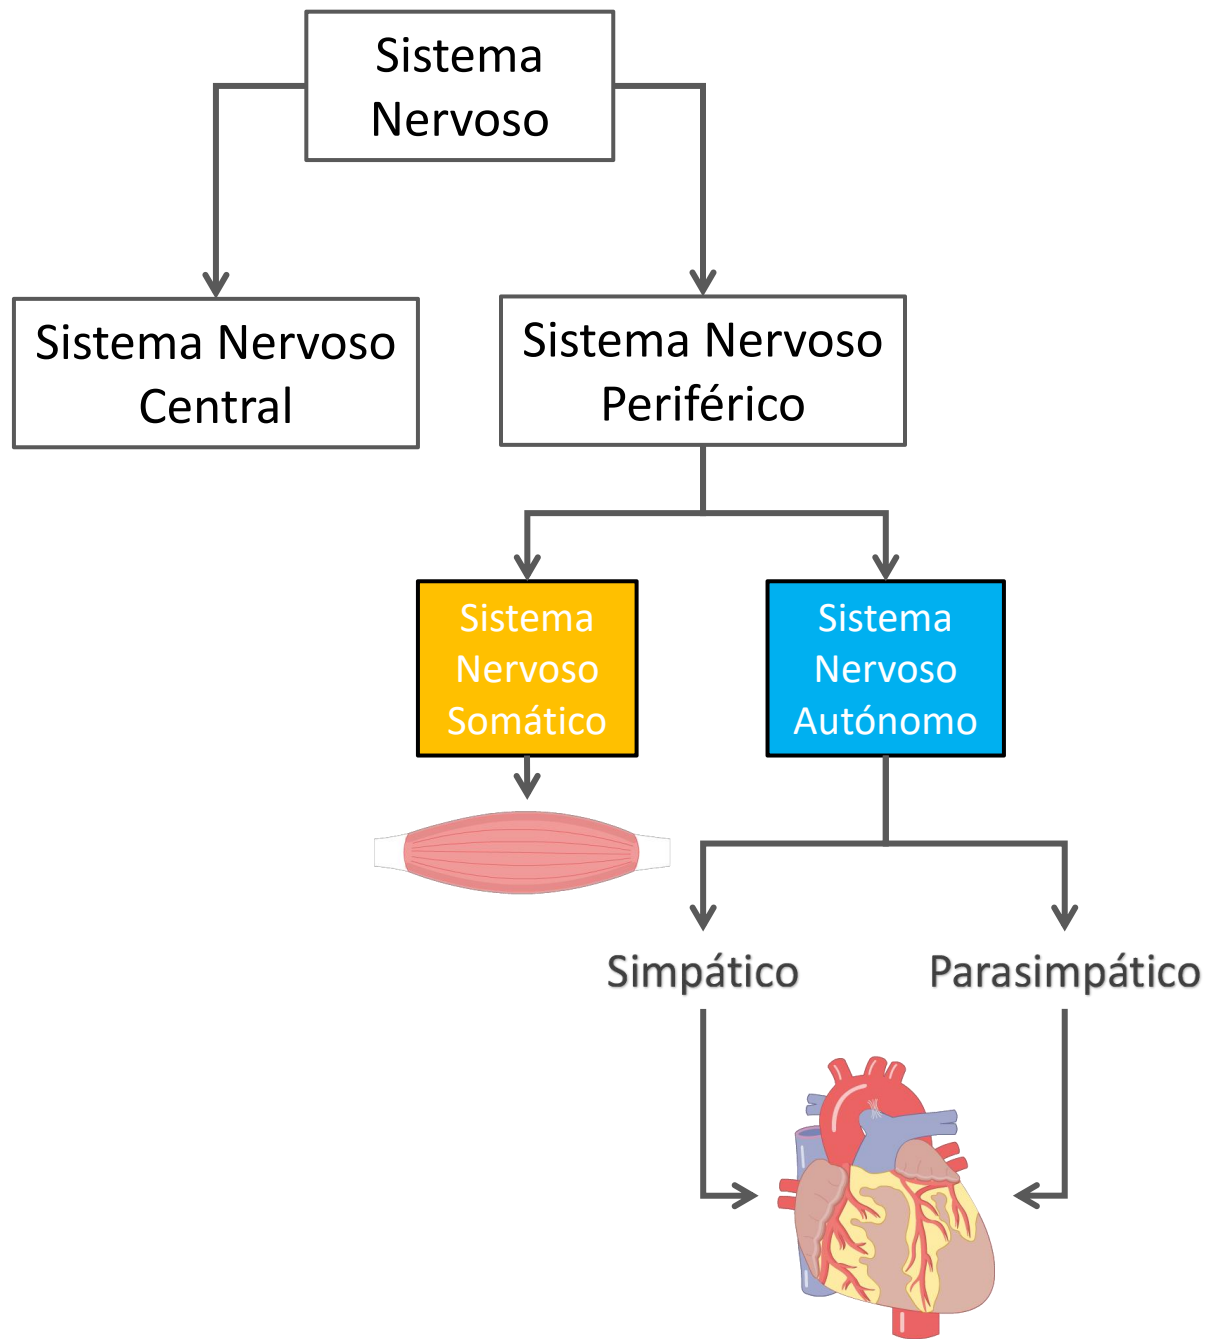 Sistema
Nervoso
Sistema Nervoso
Central
Sistema Nervoso
Periférico
Sistema
Nervoso
Somático
Sistema
Nervoso
Autónomo
Simpático
Parasimpático